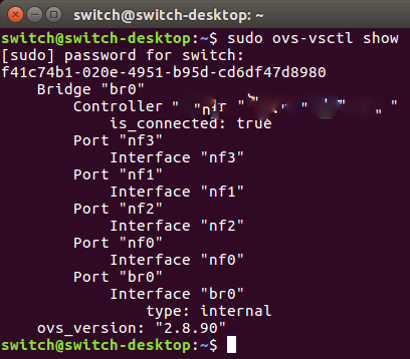 switch@switch-desktop: ~
switch@switch-desktop:~$ sudo ovs-vsctl show
[sudo] password for switch:
f41c74b1-020e-4951-b95d-cd6df47d8980
Bridge "br0"
Controller "
is_connected: true
Port "nf3"
Interface "nf3"
Port "nf1"
Interface "nf1"
Port "nf2"
Interface "nf2"
Port "nf0"
Interface "nf0"
Port "br0"
Interface "br0"
type: internal
ovs_version: "2.8.90"
switch@switch-desktop:~$